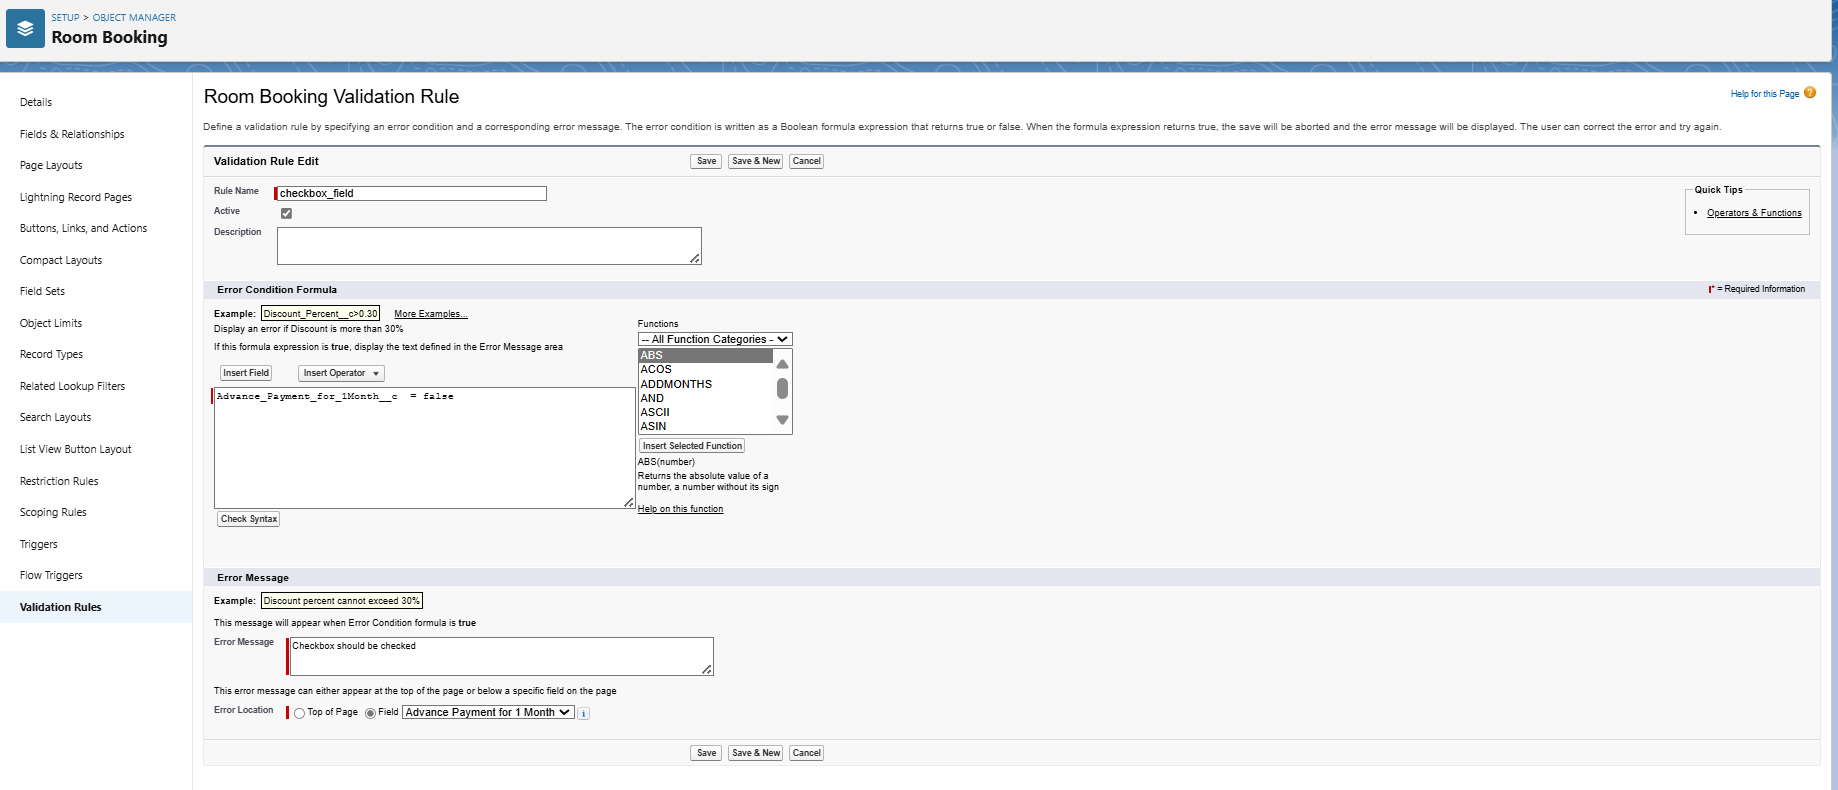 SETUP > OBJECT MANAGER
Room Booking
Details
Fields & Relationships
Page Layouts
Lightning Record Pages
Buttons, Links, and Actions
Compact Layouts
Field Sets
Object Limits
Record Types
Related Lookup Filters
Search Layouts
List View Button Layout
Restriction Rules
Scoping Rules
Triggers
Flow Triggers
Validation Rules
Room Booking Validation Rule
Help for this Page ?
Define a validation rule by specifying an error condition and a corresponding error message. The error condition is written as a Boolean formula expression that returns true or false. When the formula expression returns true, the save will be aborted and the error message will be displayed. The user can correct the error and try again.
Validation Rule Edit
Save Save & New Cancel
Rule Name checkbox_field
Active
Description
Quick Tips
• Operators & Functions
Error Condition Formula
= Required Information
Example: Discount_Percent__c>0.30 More Examples...
Display an error if Discount is more than 30%
If this formula expression is true, display the text defined in the Error Message area
Insert Field Insert Operator
Advance_Payment_for_1Month__c = false
Check Syntax
Functions
-- All Function Categories -
ABS
ACOS
ADDMONTHS
AND
ASCII
ASIN
Insert Selected Function
ABS(number)
Returns the absolute value of a
number, a number without its sign
Help on this function
Error Message
Example: Discount percent cannot exceed 30%
This message will appear when Error Condition formula is true
Error Message Checkbox should be checked
This error message can either appear at the top of the page or below a specific field on the page
Error Location Top of Page Field Advance Payment for 1 Month i
Save Save & New Cancel